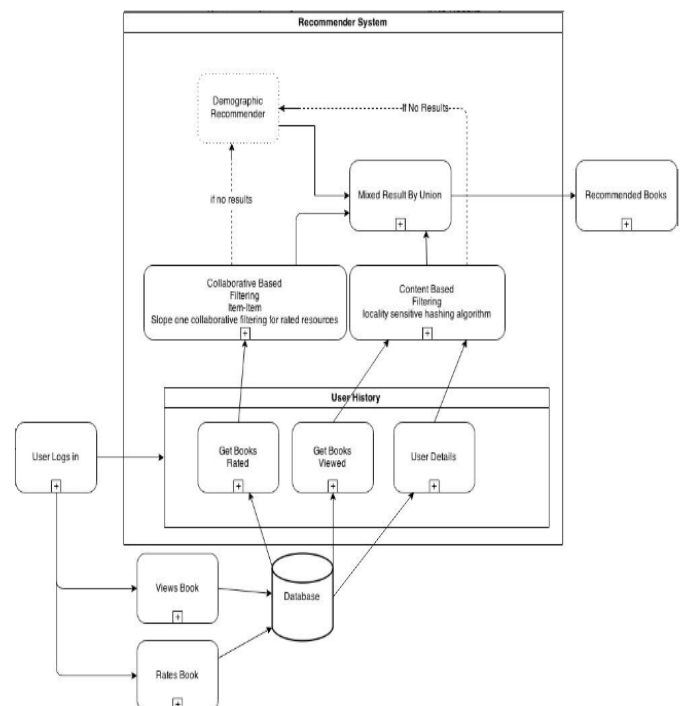 Recommender System
Demographic
Recommender
If No Results
if no results
Mixed Result By Union
+
Recommended Books
+
Collaborative Based
Filtering
Item-Item
Slope one collaborative filtering for rated resources
+
Content Based
Filtering
locality sensitive hashing algorithm
+
User History
User Logs in
+
Get Books
Rated
+
Get Books
Viewed
+
User Details
+
Views Book
+
Database
Rates Book
+